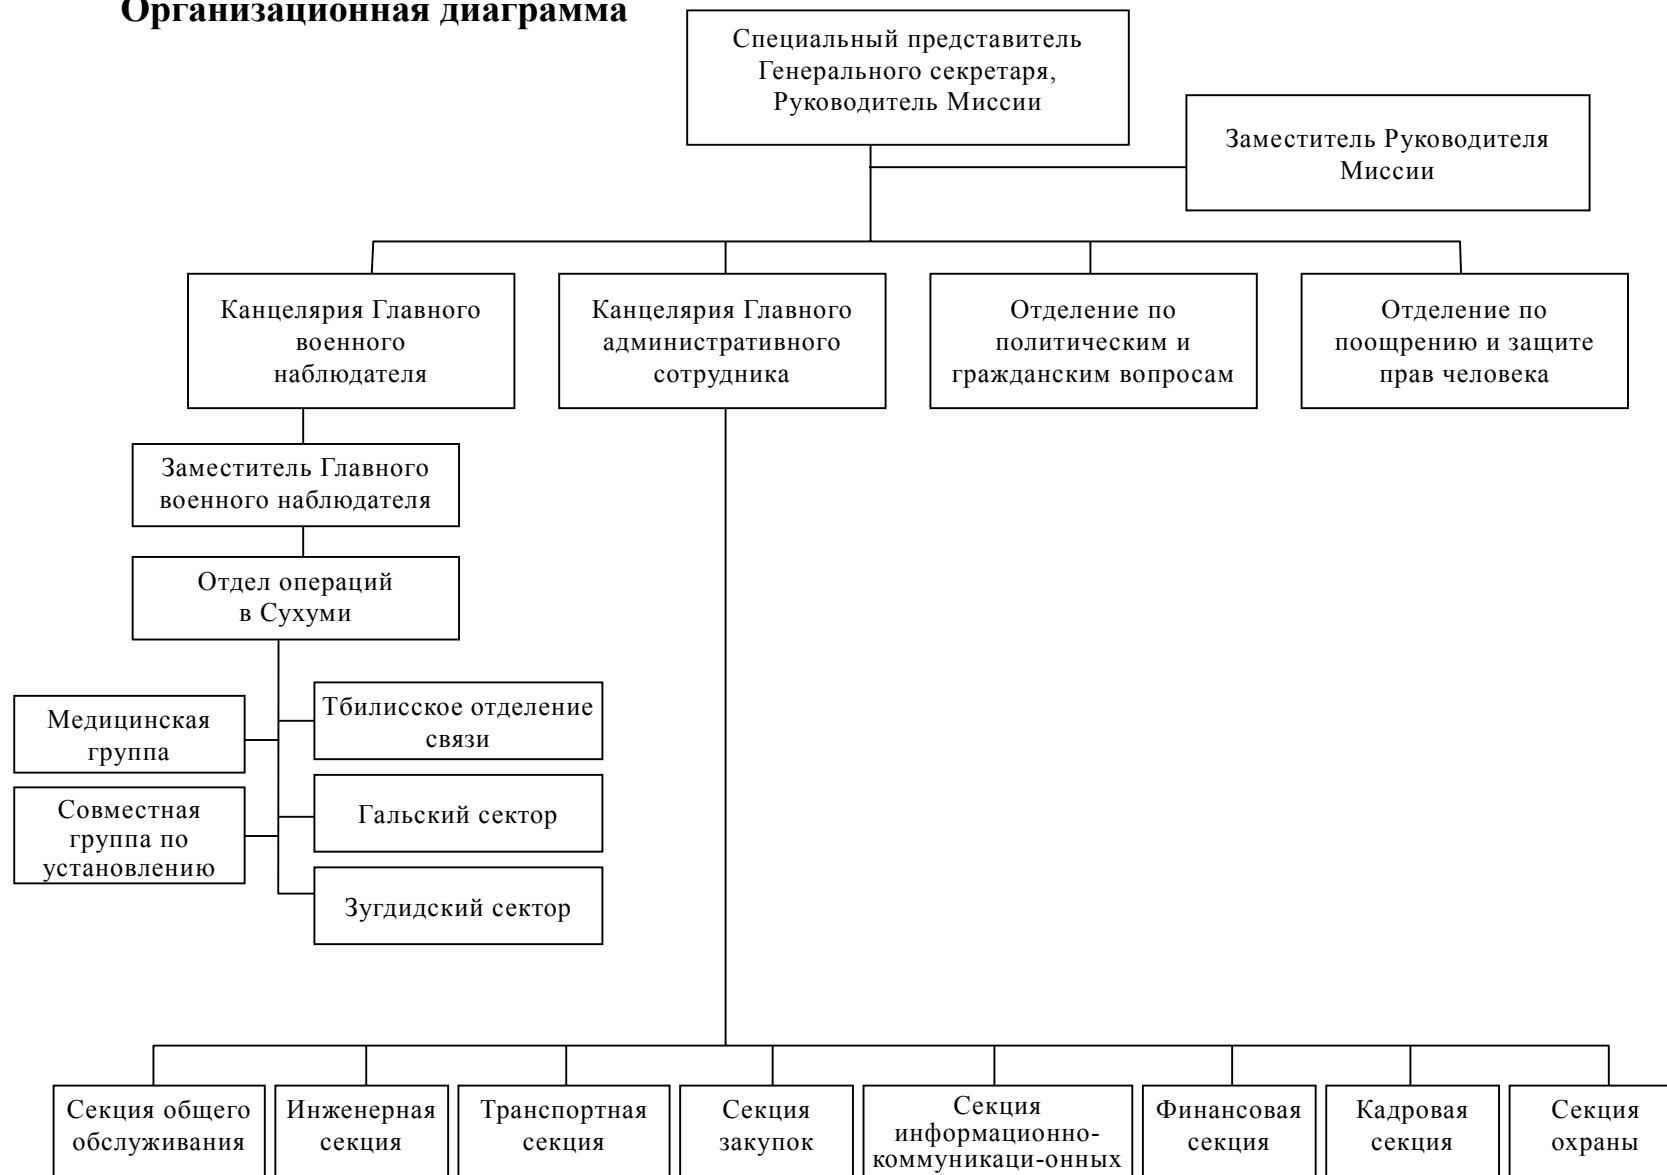 Организационная диаграмма
Специальный представитель
Генерального секретаря,
Руководитель Миссии
Заместитель Руководителя
Миссии
Канцелярия Главного
военного
наблюдателя
Канцелярия Главного
административного
сотрудника
Отделение по
политическим и
гражданским вопросам
Отделение по
поощрению и защите
прав человека
Заместитель Главного
военного наблюдателя
Отдел операций
в Сухуми
Медицинская
группа
Тбилисское отделение
связи
Совместная
группа по
установлению
Гальский сектор
Зугдидский сектор
Секция общего
обслуживания
Инженерная
секция
Транспортная
секция
Секция
закупок
Секция
информационно-
коммуникаци-онных
Финансовая
секция
Кадровая
секция
Секция
охраны